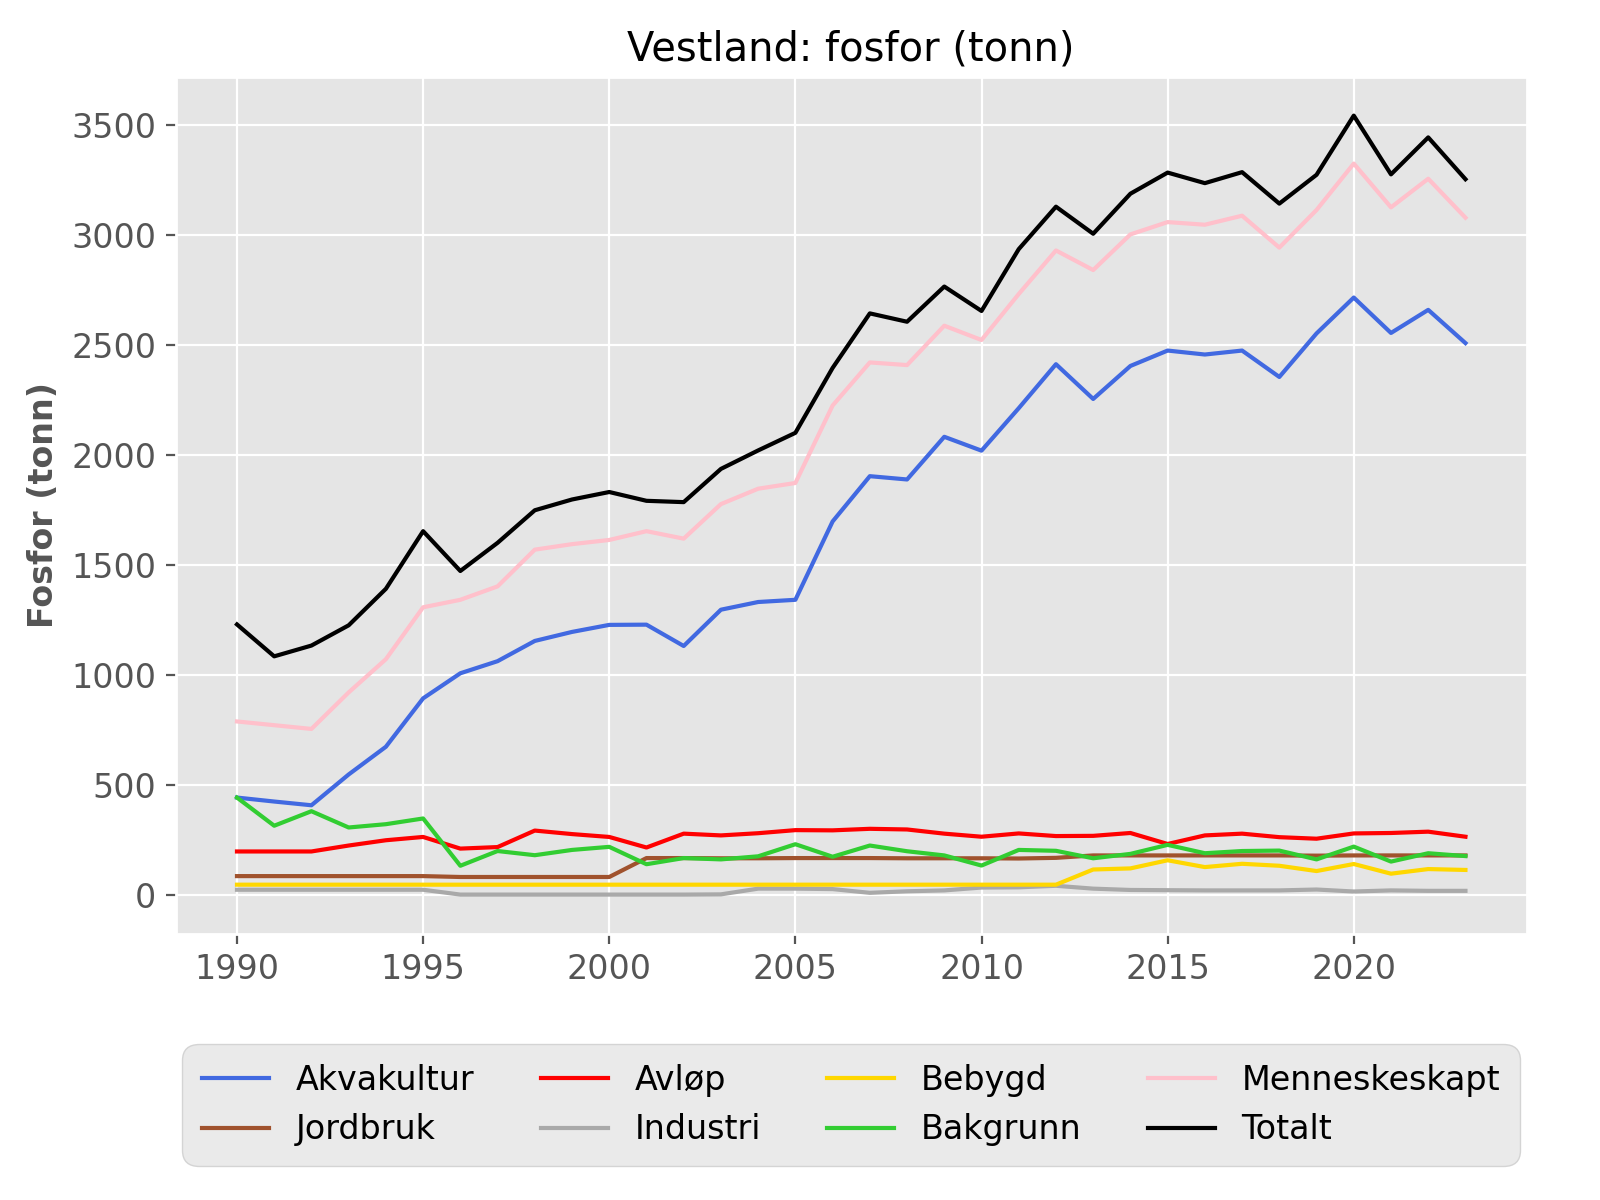 Vestland: fosfor (tonn)
Fosfor (tonn)
3500
3000
2500
2000
1500
1000
500
0
1990 1995 2000 2005 2010 2015 2020
Akvakultur Avløp Bebygd Menneskeskapt
Jordbruk Industri Bakgrunn Totalt